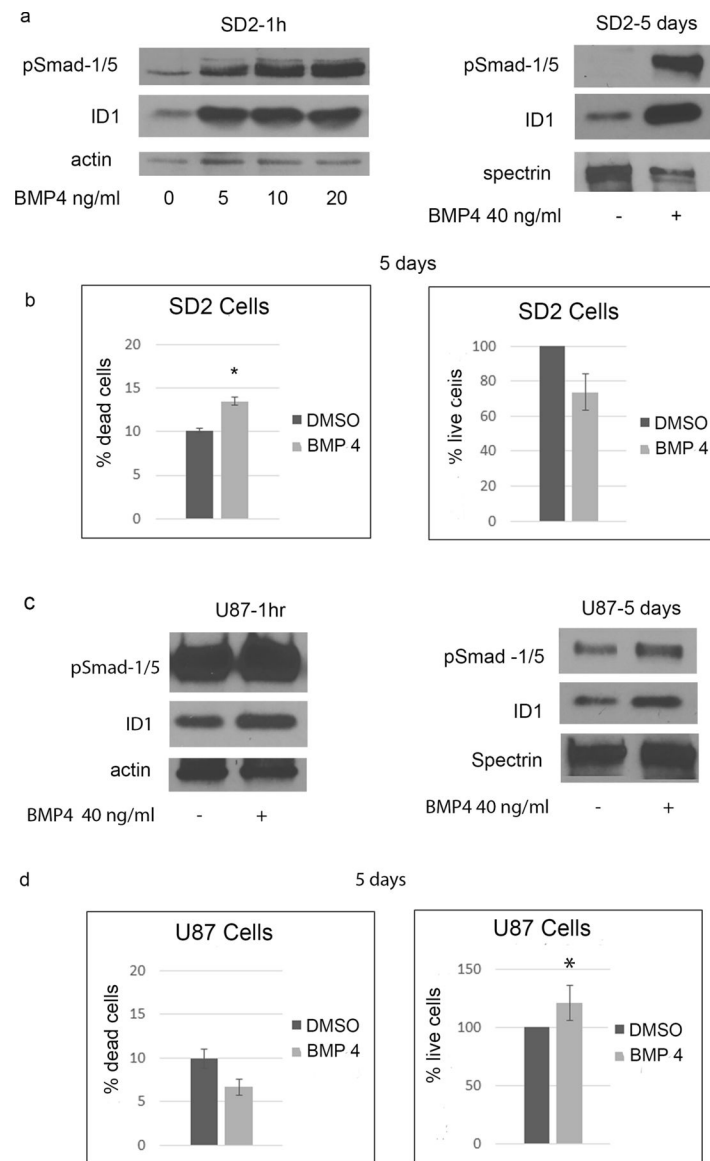 a
SD2-1h
pSmad-1/5
ID1
actin
BMP4 ng/ml 0 5 10 20
SD2-5 days
pSmad-1/5
ID1
spectrin
BMP4 40 ng/ml - +
5 days
b
SD2 Cells
% dead cells
20
15
10
5
0
*
DMSO
BMP 4
SD2 Cells
% live cells
100
80
60
40
20
0
DMSO
BMP 4
c
U87-1hr
pSmad-1/5
ID1
actin
BMP4 40 ng/ml - +
U87-5 days
pSmad -1/5
ID1
Spectrin
BMP4 40 ng/ml - +
d
5 days
U87 Cells
% dead cells
20
15
10
5
0
DMSO
BMP 4
U87 Cells
% live cells
150
100
50
0
*
DMSO
BMP 4